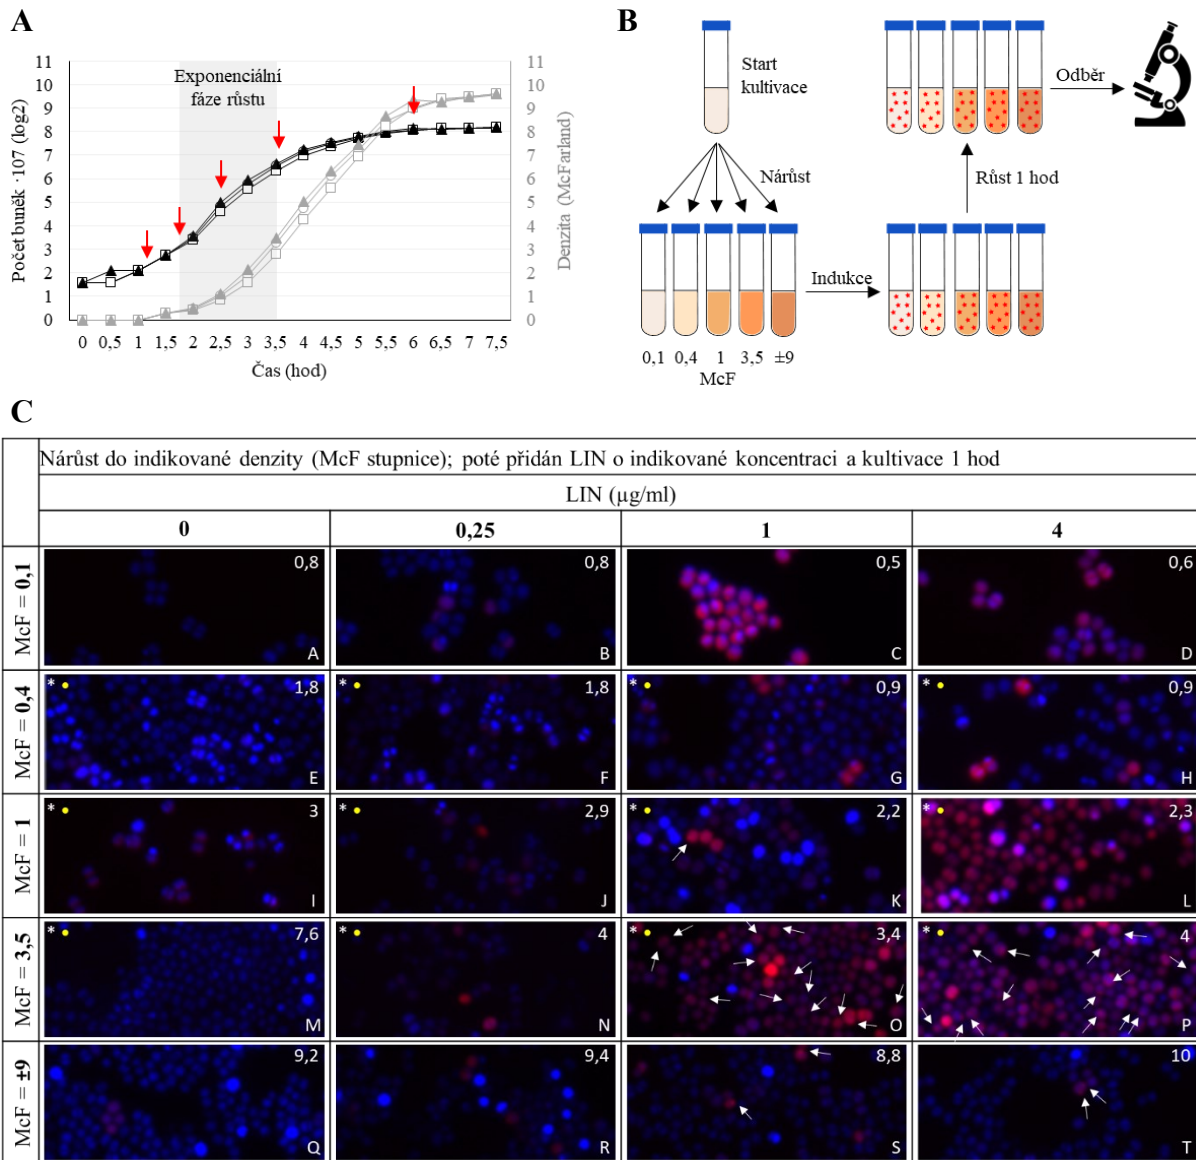 A
11
10
9
8
7
6
5
4
3
2
1
0
Počet buněk ·107 (log2)
Exponenciální
fáze růstu
11
10
9
8
7
6
5
4
3
2
1
0
Denzita (McFarland)
0 0,5 1 1,5 2 2,5 3 3,5 4 4,5 5 5,5 6 6,5 7 7,5
Čas (hod)
B
Start
kultivace
Nárůst
0,1 0,4 1 3,5 ±9
McF
Indukce
Růst 1 hod
Odběr
C
Nárůst do indikované denzity (McF stupnice); poté přidán LIN o indikované koncentraci a kultivace 1 hod
LIN (µg/ml)
0 0,25 1 4
McF = 0,1
0,8 0,8 0,5 0,6
A B C D
McF = 0,4
* 1,8 * 1,8 * 0,9 * 0,9
E F G H
McF = 1
* 3 * 2,9 * 2,2 * 2,3
I J K L
McF = 3,5
* 7,6 * 4 * 3,4 * 4
M N O P
McF = ±9
9,2 9,4 8,8 10
Q R S T